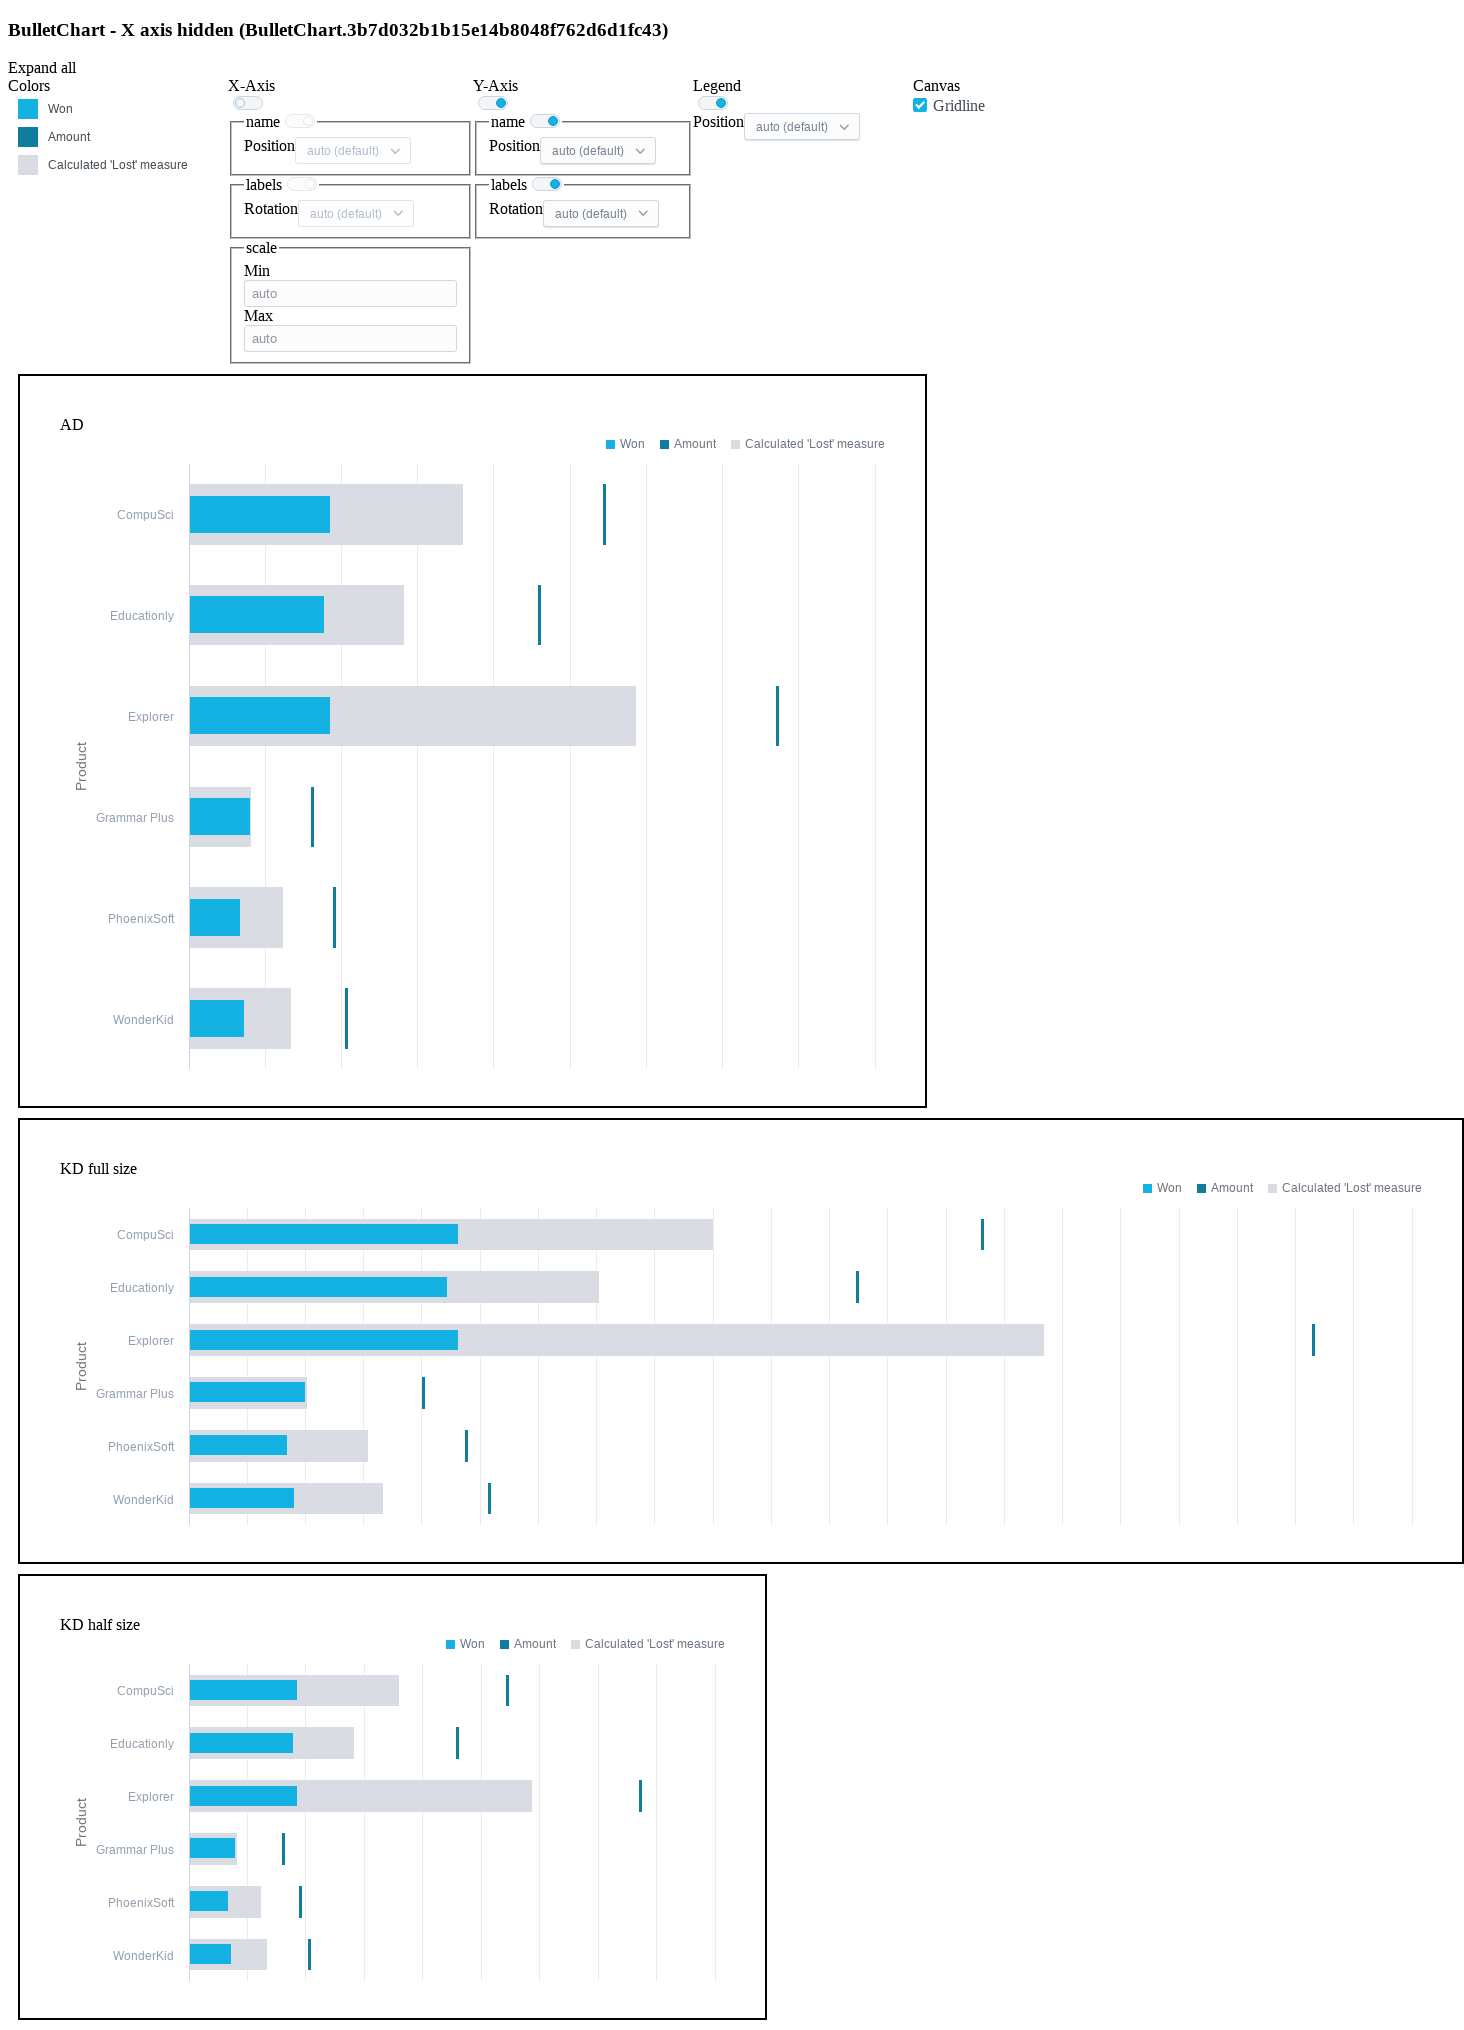 BulletChart - X axis hidden (BulletChart.3b7d032b1b15e14b8048f762d6d1fc43)
Expand all
Colors
Won
Amount
Calculated 'Lost' measure
X-Axis
name
Position auto (default)
labels
Rotation auto (default)
scale
Min
auto
Max
auto
Y-Axis
name
Position auto (default)
labels
Rotation auto (default)
Legend
Position auto (default)
Canvas
Gridline
AD
Won Amount Calculated 'Lost' measure
CompuSci
Educationly
Explorer
Product
Grammar Plus
PhoenixSoft
WonderKid
KD full size
Won Amount Calculated 'Lost' measure
CompuSci
Educationly
Explorer
Product
Grammar Plus
PhoenixSoft
WonderKid
KD half size
Won Amount Calculated 'Lost' measure
CompuSci
Educationly
Explorer
Product
Grammar Plus
PhoenixSoft
WonderKid